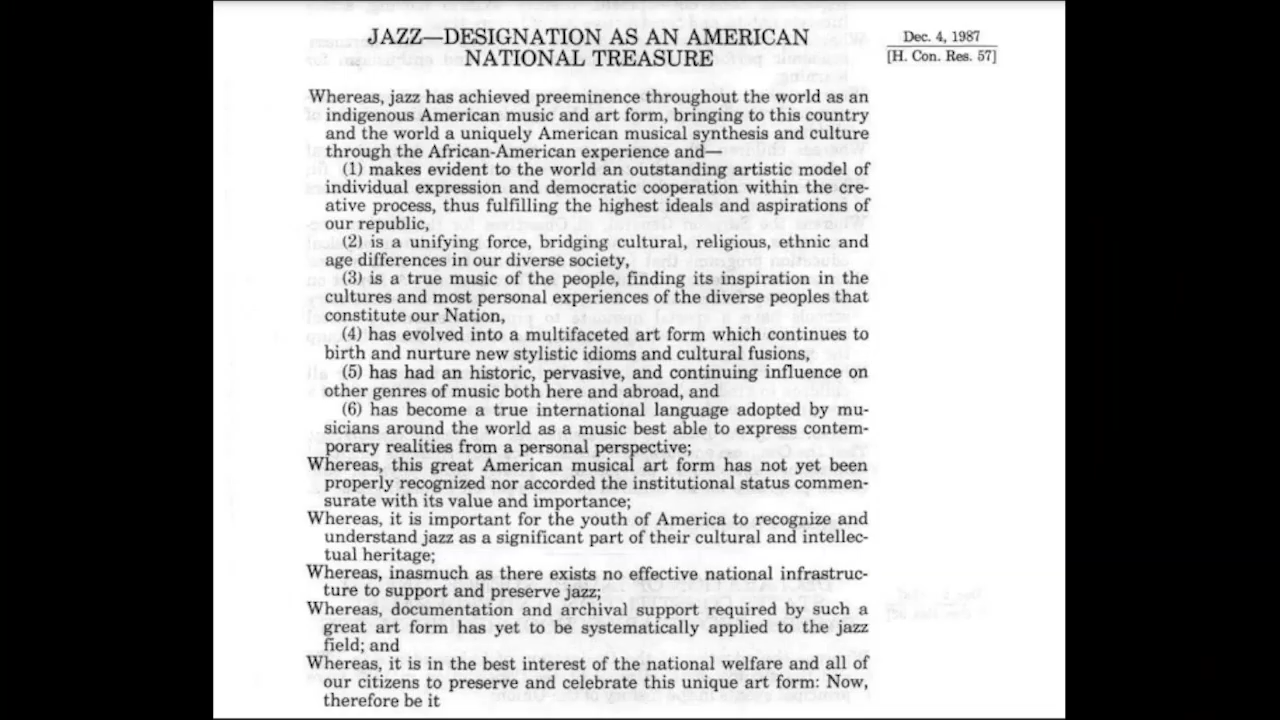 JAZZ—DESIGNATION AS AN AMERICAN
NATIONAL TREASURE
Dec. 4, 1987
[H. Con. Res. 57]
Whereas, jazz has achieved preeminence throughout the world as an
indigenous American music and art form, bringing to this country
and the world a uniquely American musical synthesis and culture
through the African-American experience and—
(1) makes evident to the world an outstanding artistic model of
individual expression and democratic cooperation within the cre-
ative process, thus fulfilling the highest ideals and aspirations of
our republic,
(2) is a unifying force, bridging cultural, religious, ethnic and
age differences in our diverse society,
(3) is a true music of the people, finding its inspiration in the
cultures and most personal experiences of the diverse peoples that
constitute our Nation,
(4) has evolved into a multifaceted art form which continues to
birth and nurture new stylistic idioms and cultural fusions,
(5) has had an historic, pervasive, and continuing influence on
other genres of music both here and abroad, and
(6) has become a true international language adopted by mu-
sicians around the world as a music best able to express contem-
porary realities from a personal perspective;
Whereas, this great American musical art form has not yet been
properly recognized nor accorded the institutional status commen-
surate with its value and importance;
Whereas, it is important for the youth of America to recognize and
understand jazz as a significant part of their cultural and intellec-
tual heritage;
Whereas, inasmuch as there exists no effective national infrastruc-
ture to support and preserve jazz;
Whereas, documentation and archival support required by such a
great art form has yet to be systematically applied to the jazz
field; and
Whereas, it is in the best interest of the national welfare and all of
our citizens to preserve and celebrate this unique art form: Now,
therefore be it